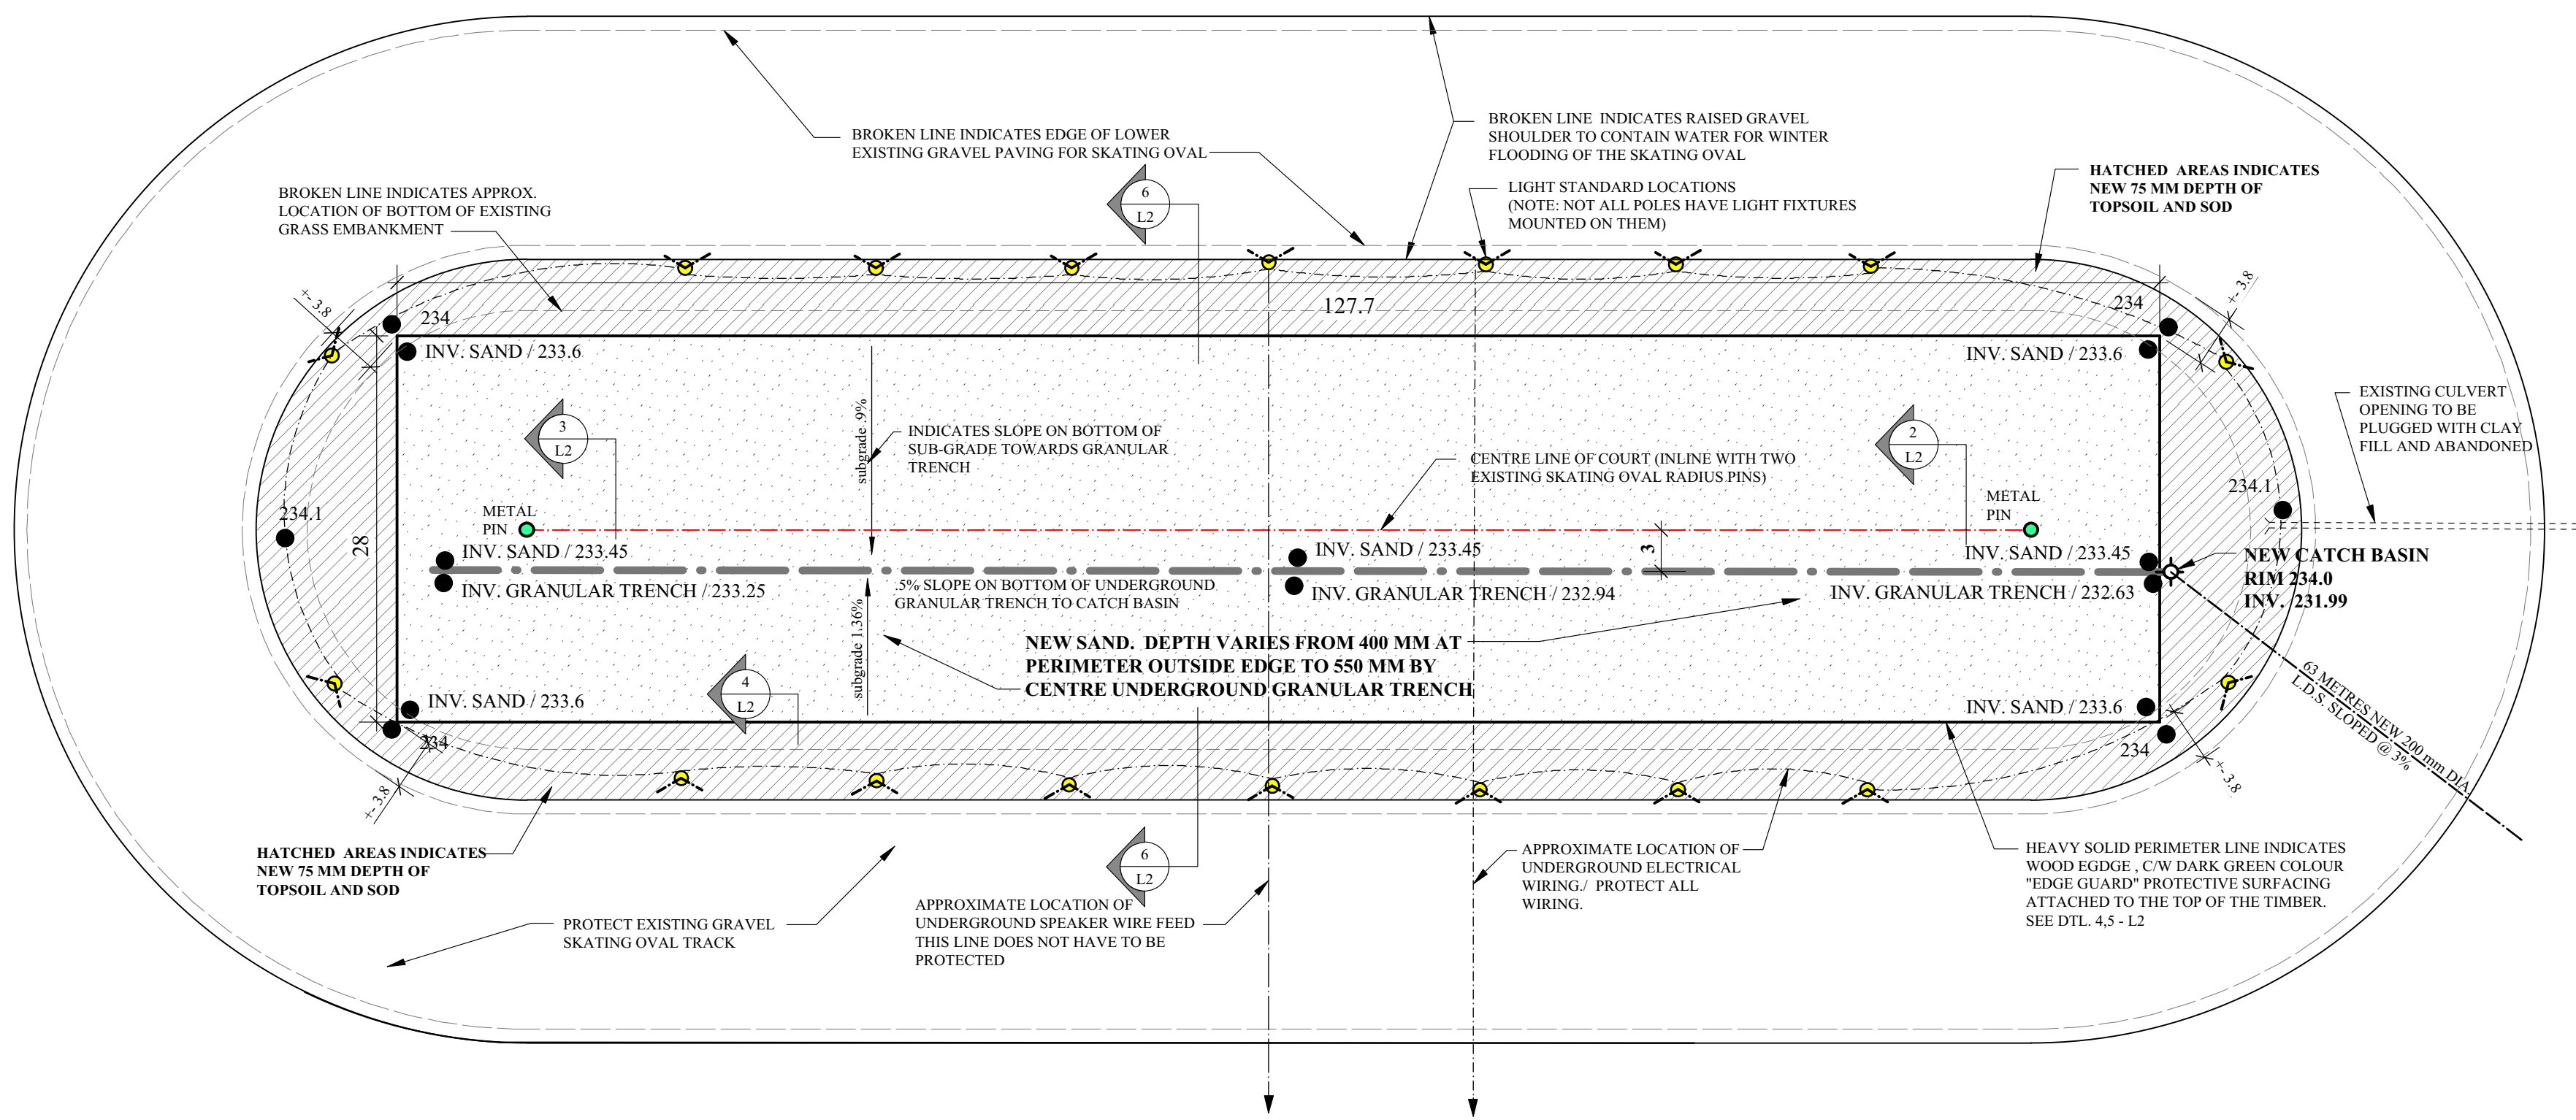 BROKEN LINE INDICATES EDGE OF LOWER
EXISTING GRAVEL PAVING FOR SKATING OVAL
BROKEN LINE  INDICATES RAISED GRAVEL
SHOULDER TO CONTAIN WATER FOR WINTER
FLOODING OF THE SKATING OVAL
LIGHT STANDARD LOCATIONS
(NOTE: NOT ALL POLES HAVE LIGHT FIXTURES
MOUNTED ON THEM)
HATCHED  AREAS INDICATES
NEW 75 MM DEPTH OF
TOPSOIL AND SOD
BROKEN LINE INDICATES APPROX.
LOCATION OF BOTTOM OF EXISTING
GRASS EMBANKMENT
6
L2
+- 3.8
234
127.7
234
+- 3.8
INV. SAND / 233.6
INV. SAND / 233.6
EXISTING CULVERT
OPENING TO BE
PLUGGED WITH CLAY
FILL AND ABANDONED
3
L2
subgrade .9%
INDICATES SLOPE ON BOTTOM OF
SUB-GRADE TOWARDS GRANULAR
TRENCH
2
L2
CENTRE LINE OF COURT (INLINE WITH TWO
EXISTING SKATING OVAL RADIUS PINS)
234.1
METAL
PIN
METAL
PIN
234.1
28
3
INV. SAND / 233.45
INV. SAND / 233.45
INV. SAND / 233.45
INV. GRANULAR TRENCH / 233.25
.5% SLOPE ON BOTTOM OF UNDERGROUND
GRANULAR TRENCH TO CATCH BASIN
INV. GRANULAR TRENCH / 232.94
INV. GRANULAR TRENCH / 232.63
NEW CATCH BASIN
RIM 234.0
INV.  231.99
subgrade 1.36%
NEW SAND.  DEPTH VARIES FROM 400 MM AT
PERIMETER OUTSIDE EDGE TO 550 MM BY
CENTRE UNDERGROUND GRANULAR TRENCH
4
L2
63 METRES NEW 200 mm DIA.
L.D.S. SLOPED @ 3%
INV. SAND / 233.6
INV. SAND / 233.6
234
234
+- 3.8
+- 3.8
HATCHED  AREAS INDICATES
NEW 75 MM DEPTH OF
TOPSOIL AND SOD
6
L2
PROTECT EXISTING GRAVEL
SKATING OVAL TRACK
APPROXIMATE LOCATION OF
UNDERGROUND SPEAKER WIRE FEED
THIS LINE DOES NOT HAVE TO BE
PROTECTED
APPROXIMATE LOCATION OF
UNDERGROUND ELECTRICAL
WIRING./  PROTECT ALL
WIRING.
HEAVY SOLID PERIMETER LINE INDICATES
WOOD EGDGE , C/W DARK GREEN COLOUR
"EDGE GUARD" PROTECTIVE SURFACING
ATTACHED TO THE TOP OF THE TIMBER.
SEE DTL. 4,5 - L2